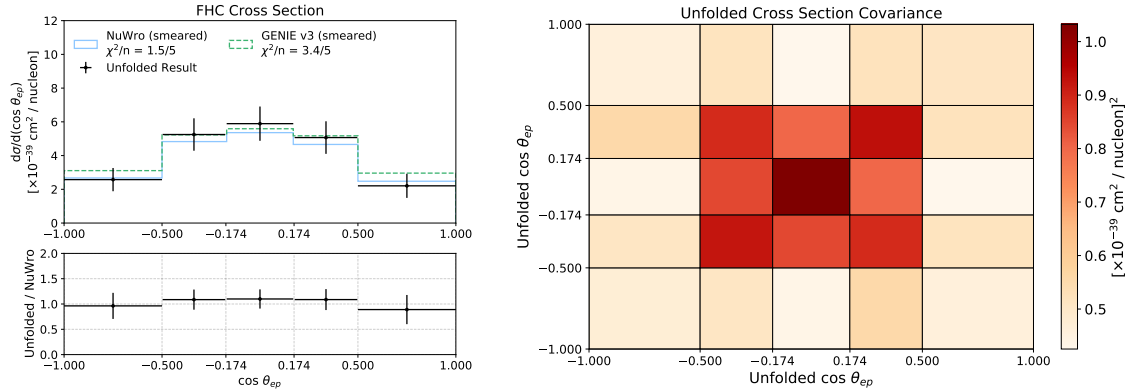 FHC Cross Section
12
10
8
6
4
2
0
dσ/d(cos θep)
[×10⁻³⁹ cm² / nucleon]
NuWro (smeared)
χ²/n = 1.5/5
Unfolded Result
GENIE v3 (smeared)
χ²/n = 3.4/5
−1.000 −0.500 −0.174 0.174 0.500 1.000
2.0
1.5
1.0
0.5
0.0
Unfolded / NuWro
−1.000 −0.500 −0.174 0.174 0.500 1.000
cos θep
Unfolded Cross Section Covariance
1.000
0.500
0.174
−0.174
−0.500
−1.000
Unfolded cos θep
−1.000 −0.500 −0.174 0.174 0.500 1.000
Unfolded cos θep
1.0
0.9
0.8
0.7
0.6
0.5
[×10⁻³⁹ cm² / nucleon]²